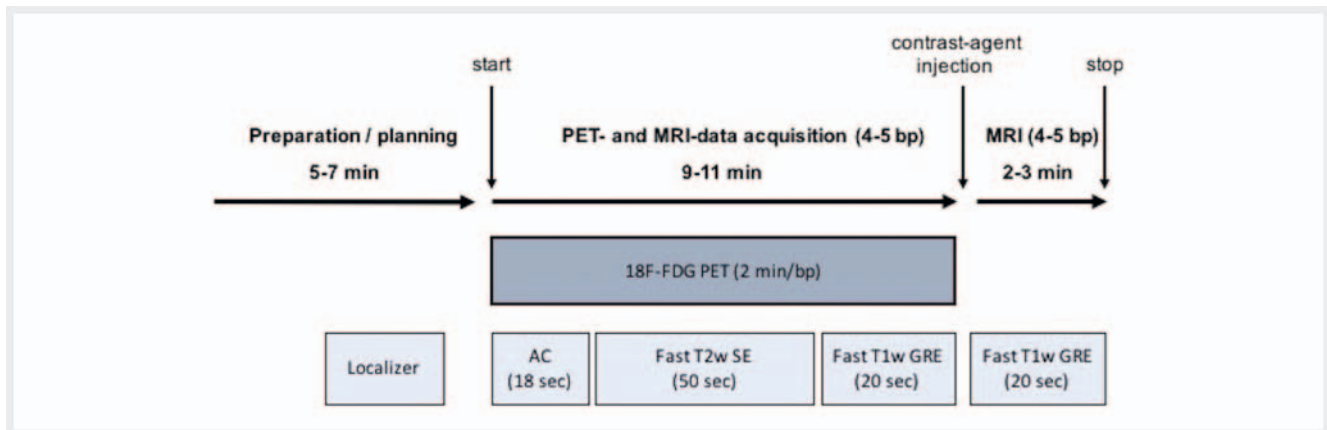 contrast-agent
injection
start
stop
Preparation / planning
PET- and MRI-data acquisition (4-5 bp)
MRI (4-5 bp)
5-7 min
9-11 min
2-3 min
18F-FDG PET (2 min/bp)
Localizer
AC
(18 sec)
Fast T2w SE
(50 sec)
Fast T1w GRE
(20 sec)
Fast T1w GRE
(20 sec)